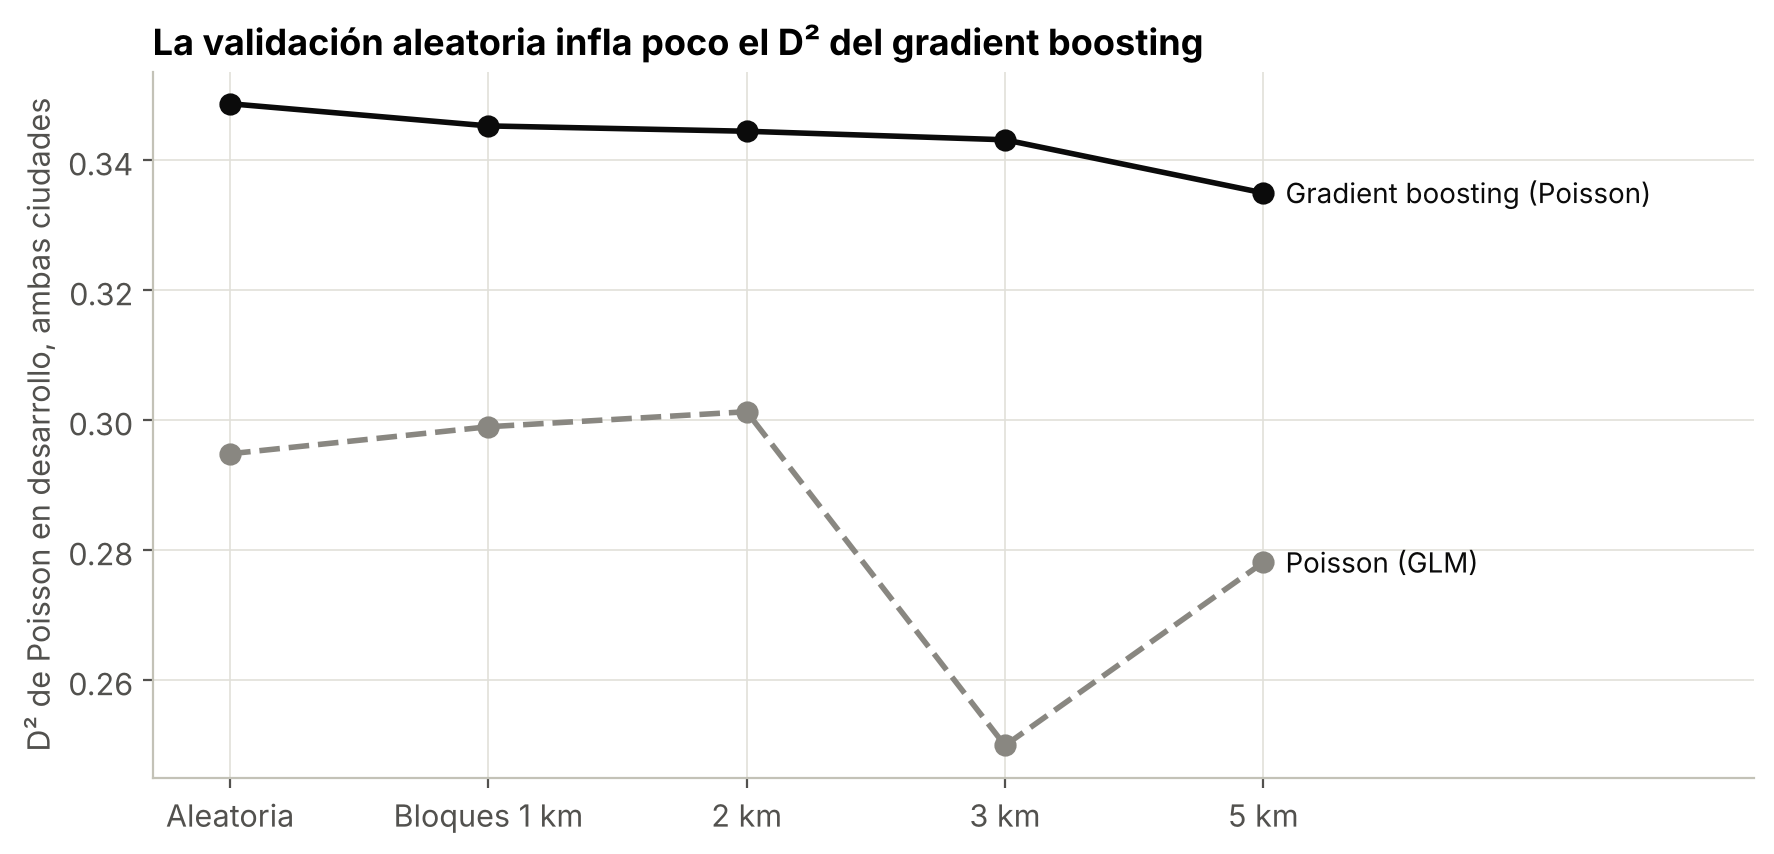 La validación aleatoria infla poco el D² del gradient boosting
D² de Poisson en desarrollo, ambas ciudades
0.34
0.32
0.30
0.28
0.26
Gradient boosting (Poisson)
Poisson (GLM)
Aleatoria
Bloques 1 km
2 km
3 km
5 km